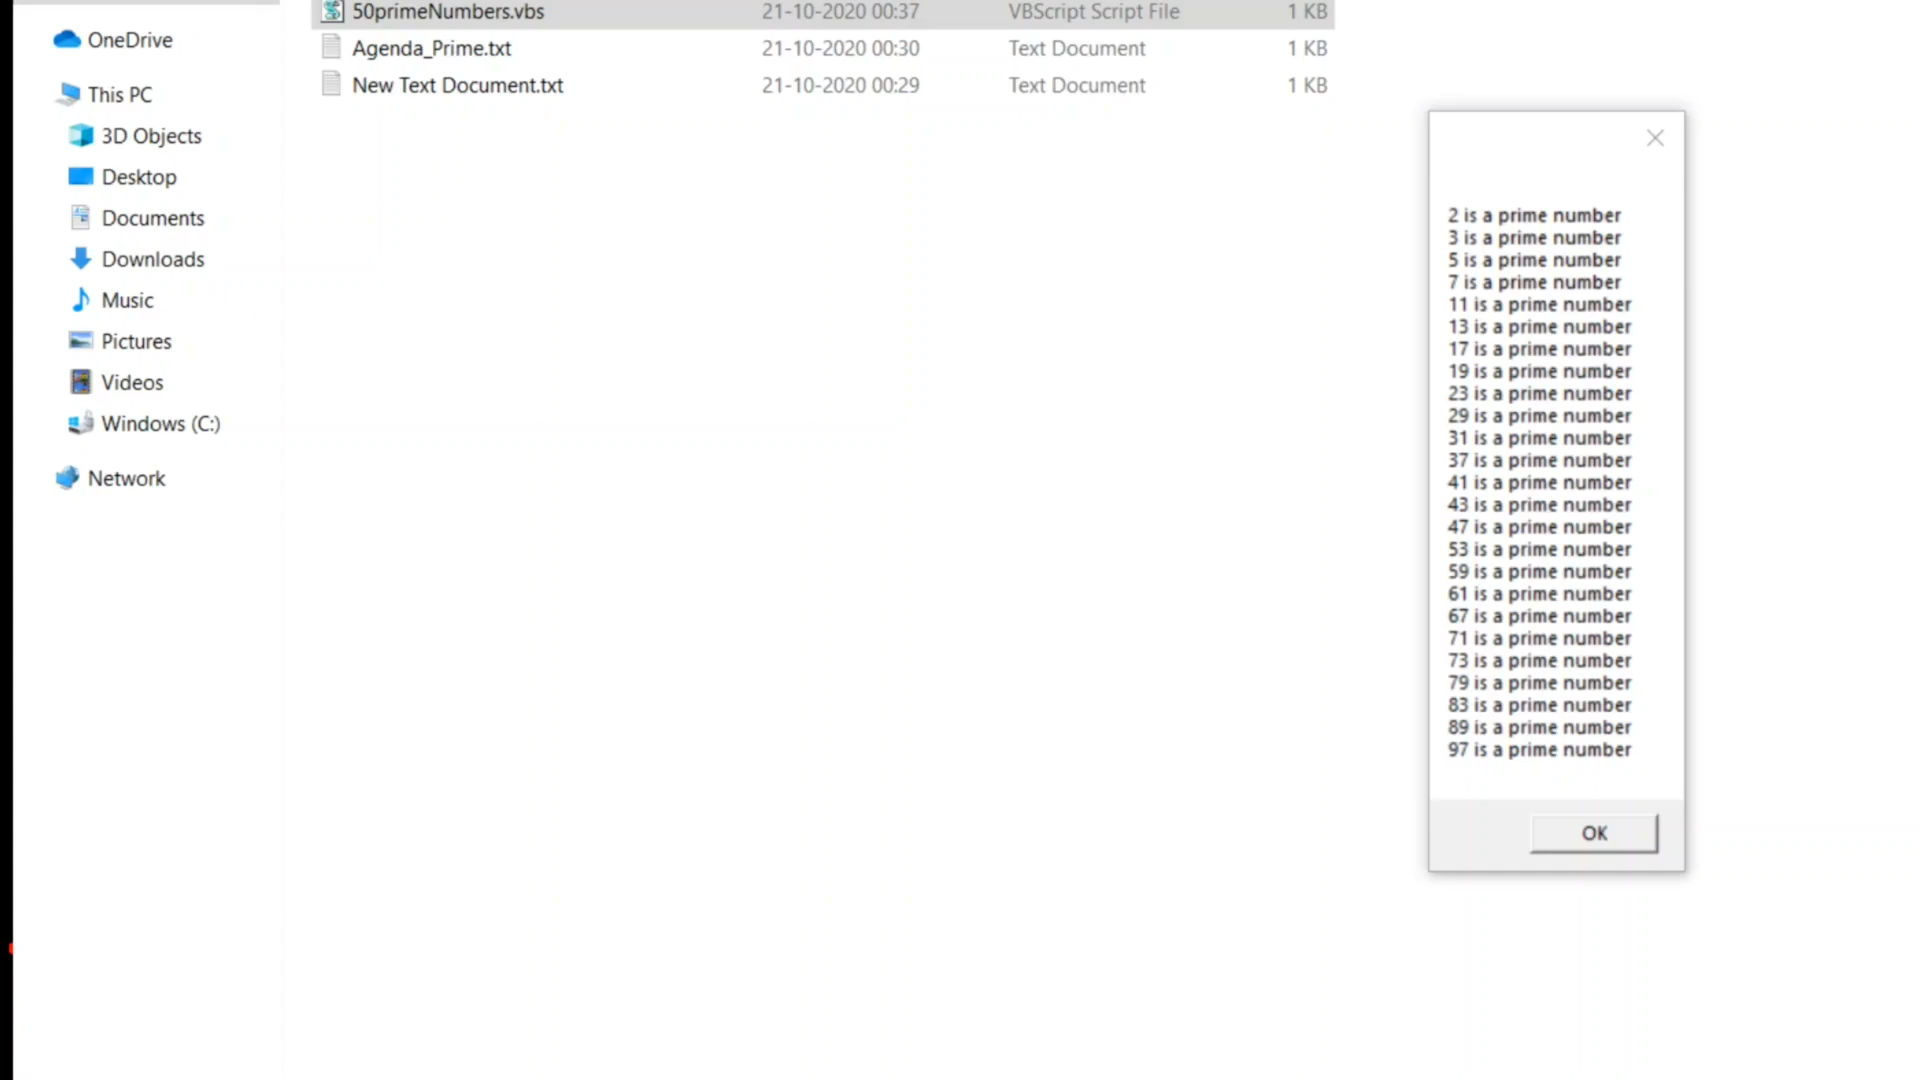 OneDrive
This PC
3D Objects
Desktop
Documents
Downloads
Music
Pictures
Videos
Windows (C:)
Network
50primeNumbers.vbs 21-10-2020 00:37 VBScript Script File 1 KB
Agenda_Prime.txt 21-10-2020 00:30 Text Document 1 KB
New Text Document.txt 21-10-2020 00:29 Text Document 1 KB
2 is a prime number
3 is a prime number
5 is a prime number
7 is a prime number
11 is a prime number
13 is a prime number
17 is a prime number
19 is a prime number
23 is a prime number
29 is a prime number
31 is a prime number
37 is a prime number
41 is a prime number
43 is a prime number
47 is a prime number
53 is a prime number
59 is a prime number
61 is a prime number
67 is a prime number
71 is a prime number
73 is a prime number
79 is a prime number
83 is a prime number
89 is a prime number
97 is a prime number
OK